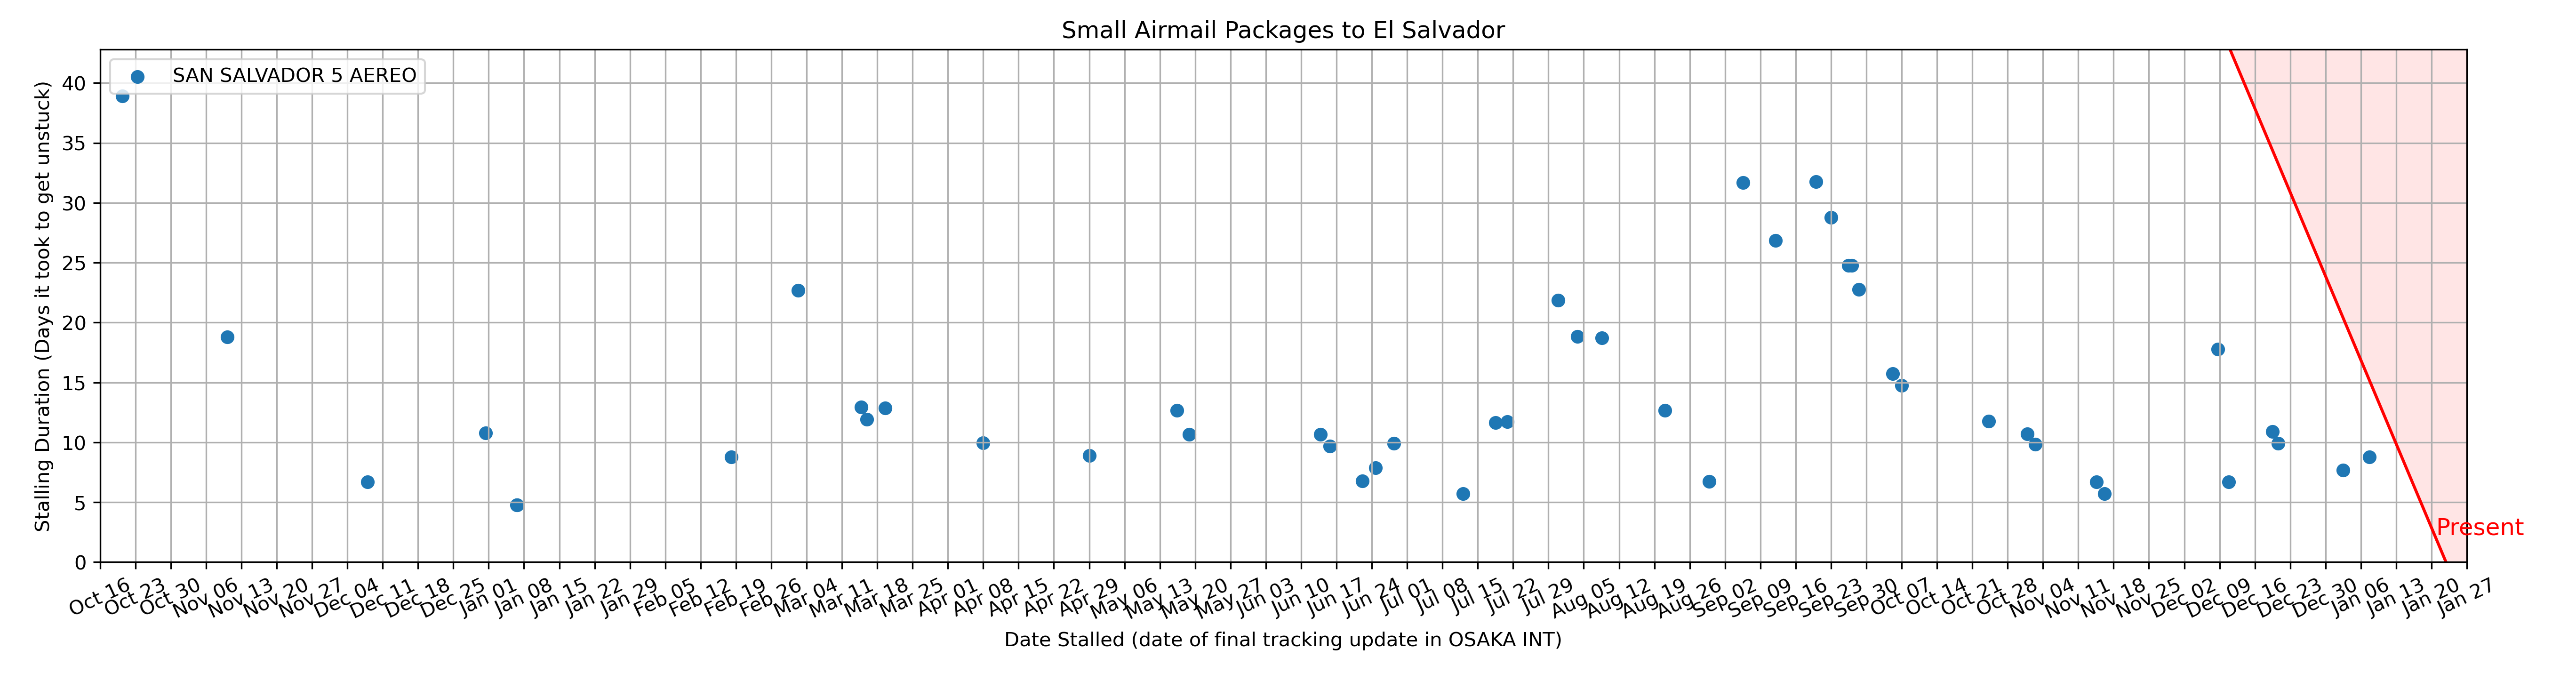 Small Airmail Packages to El Salvador
SAN SALVADOR 5 AEREO
Stalling Duration (Days it took to get unstuck)
40
35
30
25
20
15
10
5
0
Present
Oct 16 Oct 23 Oct 30 Nov 06 Nov 13 Nov 20 Nov 27 Dec 04 Dec 11 Dec 18 Dec 25 Jan 01 Jan 08 Jan 15 Jan 22 Jan 29 Feb 05 Feb 12 Feb 19 Feb 26 Mar 04 Mar 11 Mar 18 Mar 25 Apr 01 Apr 08 Apr 15 Apr 22 Apr 29 May 06 May 13 May 20 May 27 Jun 03 Jun 10 Jun 17 Jun 24 Jul 01 Jul 08 Jul 15 Jul 22 Jul 29 Aug 05 Aug 12 Aug 19 Aug 26 Sep 02 Sep 09 Sep 16 Sep 23 Sep 30 Oct 07 Oct 14 Oct 21 Oct 28 Nov 04 Nov 11 Nov 18 Nov 25 Dec 02 Dec 09 Dec 16 Dec 23 Dec 30 Jan 06 Jan 13 Jan 20 Jan 27
Date Stalled (date of final tracking update in OSAKA INT)